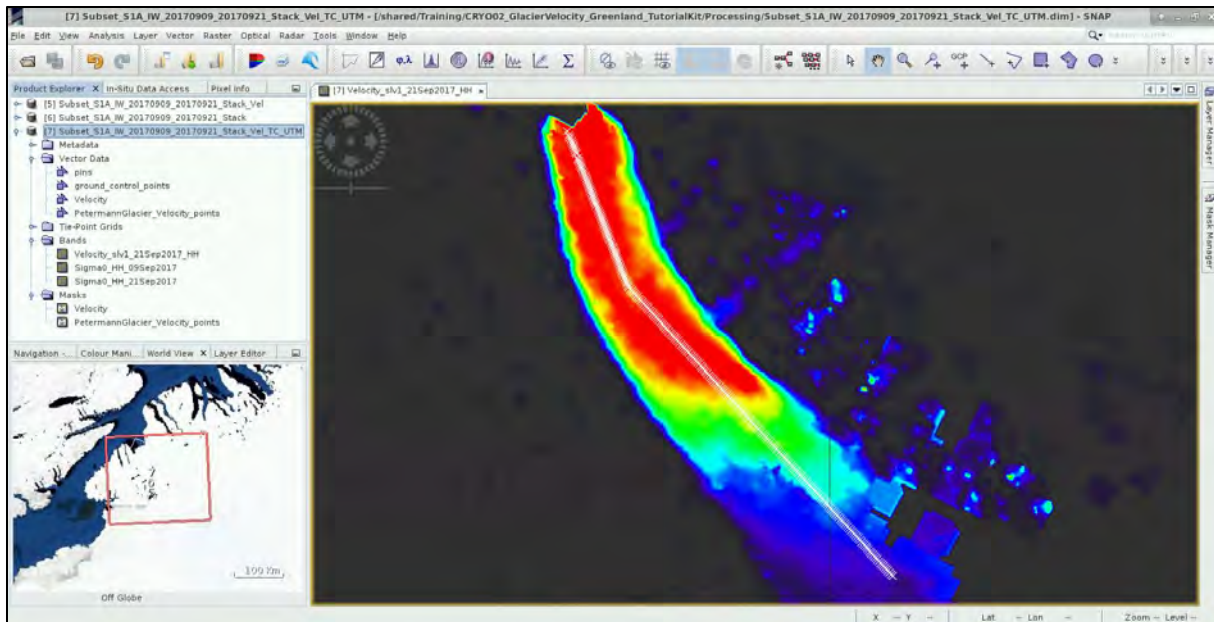 [7] Subset_S1A_IW_20170909_20170921_Stack_Vel_TC_UTM - [/shared/Training/CRYO02_GlacierVelocity_Greenland_TutorialKit/Processing/Subset_S1A_IW_20170909_20170921_Stack_Vel_TC_UTM.dim] - SNAP
File Edit View Analysis Layer Vector Raster Optical Radar Tools Window Help
Product Explorer X In-Situ Data Access Pixel Info
[7] Velocity_slv1_21Sep2017_HH
[5] Subset_S1A_IW_20170909_20170921_Stack_Vel
[6] Subset_S1A_IW_20170909_20170921_Stack
[7] Subset_S1A_IW_20170909_20170921_Stack_Vel_TC_UTM
Metadata
Vector Data
pins
ground_control_points
Velocity
PetermannGlacier_Velocity_points
Tie-Point Grids
Bands
Velocity_slv1_21Sep2017_HH
Sigma0_HH_09Sep2017
Sigma0_HH_21Sep2017
Masks
Velocity
PetermannGlacier_Velocity_points
Layer Manager
Mask Manager
Navigation -... Colour Mani... World View X Layer Editor
100 Km
Off Globe
X -- Y -- Lat -- Lon -- Zoom -- Level --